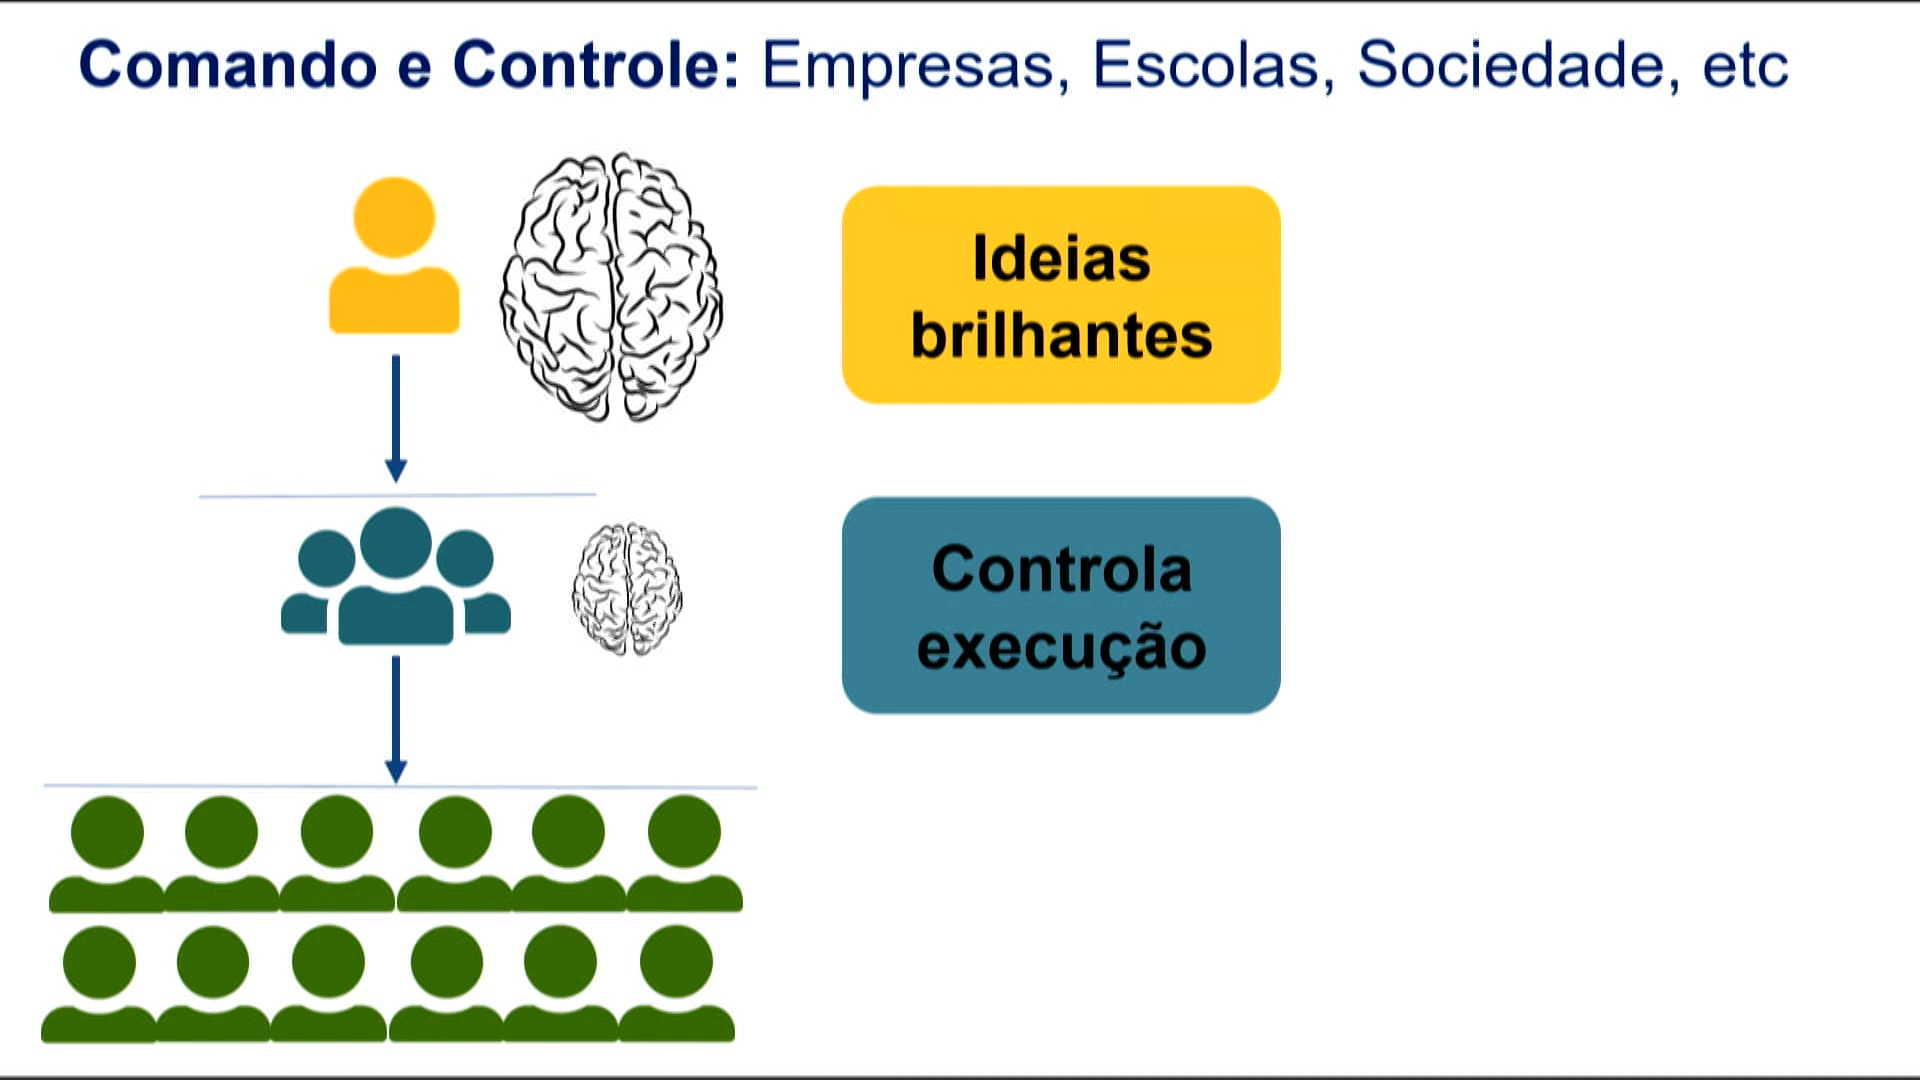 Comando e Controle: Empresas, Escolas, Sociedade, etc
Ideias
brilhantes
Controla
execução